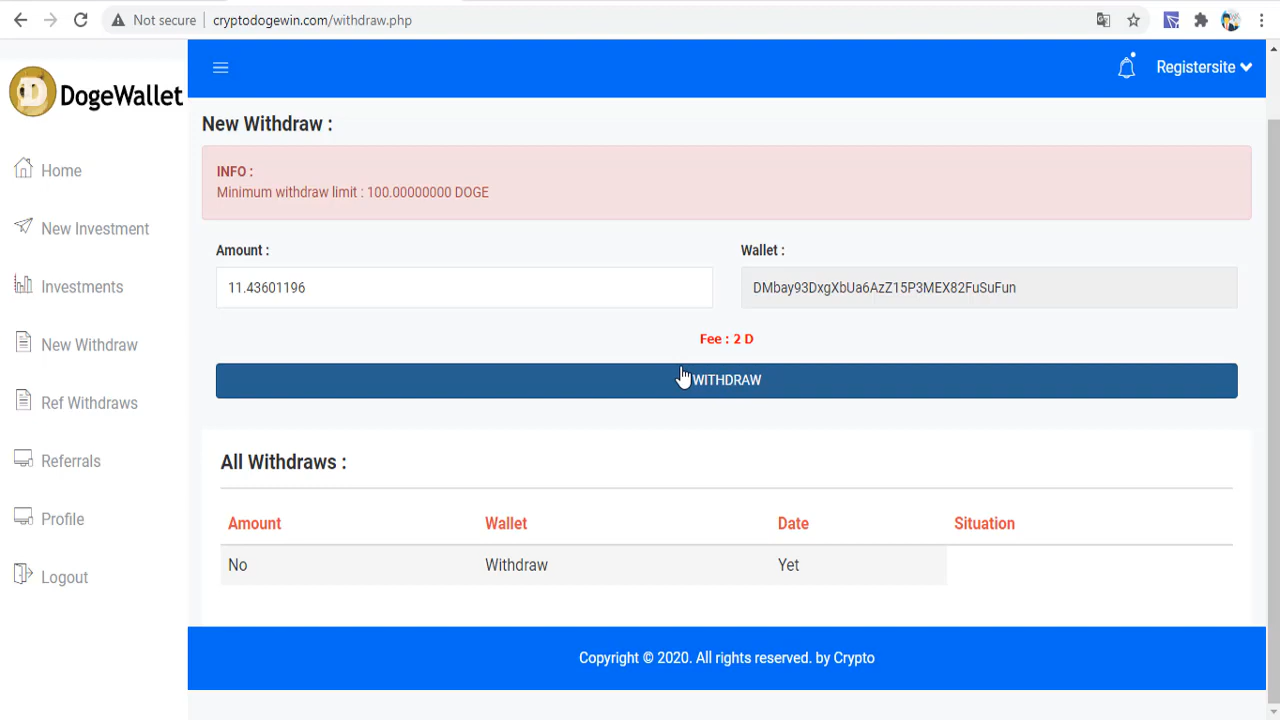 Not secure
cryptodogewin.com/withdraw.php
DogeWallet
Registersite
Home
New Investment
Investments
New Withdraw
Ref Withdraws
Referrals
Profile
Logout
New Withdraw :
INFO :
Minimum withdraw limit : 100.00000000 DOGE
Amount :
Wallet :
11.43601196
DMbay93DxgXbUa6AzZ15P3MEX82FuSuFun
Fee : 2 D
WITHDRAW
All Withdraws :
Amount Wallet Date Situation
No Withdraw Yet
Copyright © 2020. All rights reserved. by Crypto